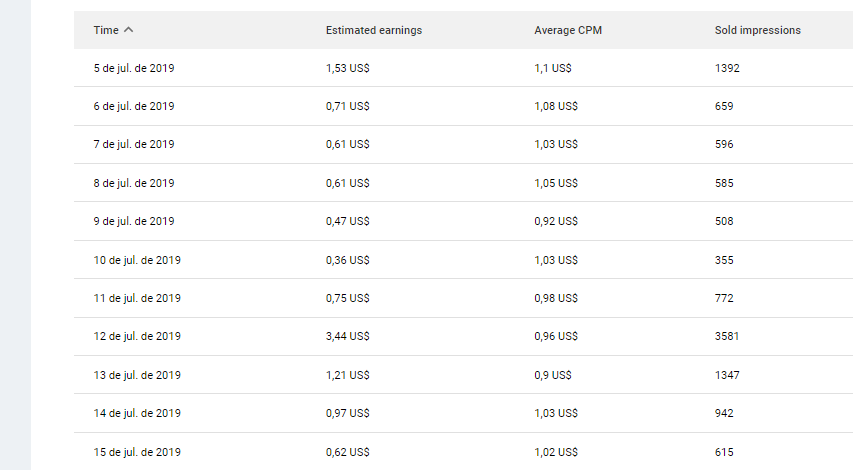 Time Estimated earnings Average CPM Sold impressions
5 de jul. de 2019 1,53 US$ 1,1 US$ 1392
6 de jul. de 2019 0,71 US$ 1,08 US$ 659
7 de jul. de 2019 0,61 US$ 1,03 US$ 596
8 de jul. de 2019 0,61 US$ 1,05 US$ 585
9 de jul. de 2019 0,47 US$ 0,92 US$ 508
10 de jul. de 2019 0,36 US$ 1,03 US$ 355
11 de jul. de 2019 0,75 US$ 0,98 US$ 772
12 de jul. de 2019 3,44 US$ 0,96 US$ 3581
13 de jul. de 2019 1,21 US$ 0,9 US$ 1347
14 de jul. de 2019 0,97 US$ 1,03 US$ 942
15 de jul. de 2019 0,62 US$ 1,02 US$ 615